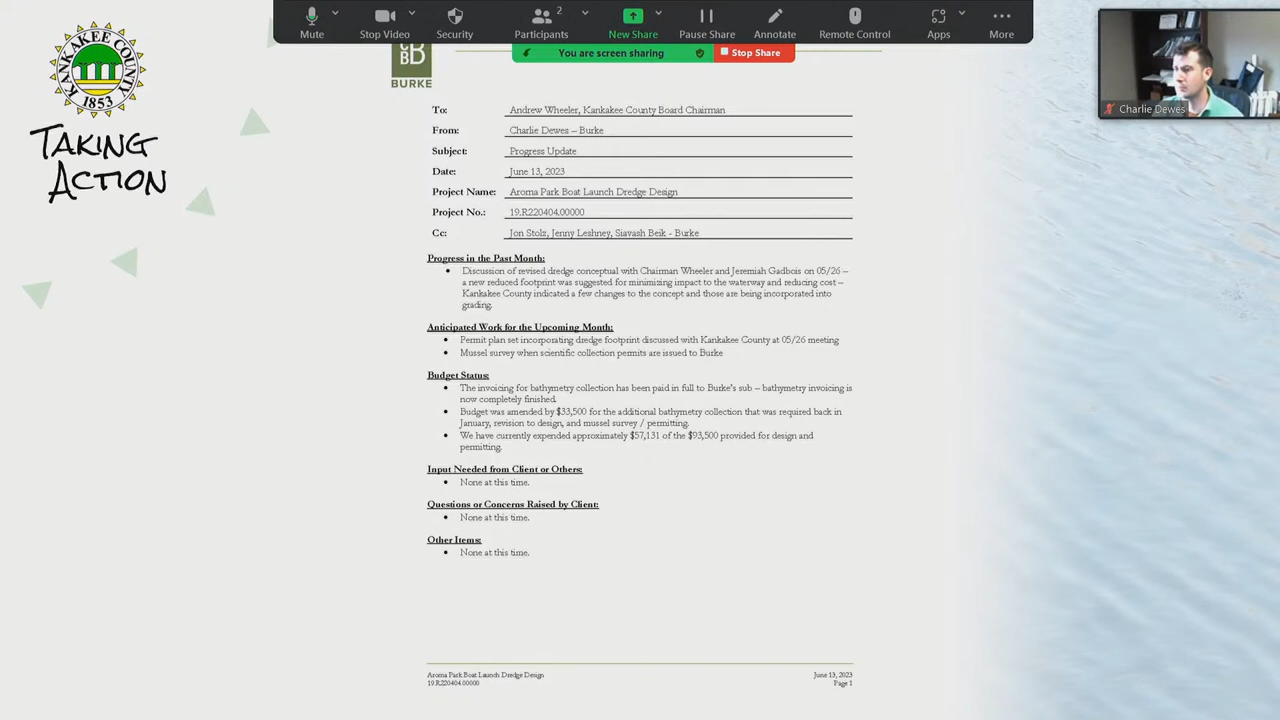 Mute
Stop Video
Security
2
Participants
New Share
Pause Share
Annotate
Remote Control
Apps
More
You are screen sharing
Stop Share
KANKAKEE COUNTY
1853
TAKING
ACTION
BURKE
Charlie Dewes
To: Andrew Wheeler, Kankakee County Board Chairman
From: Charlie Dewes – Burke
Subject: Progress Update
Date: June 13, 2023
Project Name: Aroma Park Boat Launch Dredge Design
Project No.: 19.R220404.00000
Cc: Jon Stolz, Jenny Leshney, Siavash Beik - Burke
Progress in the Past Month:
• Discussion of revised dredge conceptual with Chairman Wheeler and Jeremiah Gadbois on 05/26 –
a new reduced footprint was suggested for minimizing impact to the waterway and reducing cost –
Kankakee County indicated a few changes to the concept and those are being incorporated into
grading.
Anticipated Work for the Upcoming Month:
• Permit plan set incorporating dredge footprint discussed with Kankakee County at 05/26 meeting
• Mussel survey when scientific collection permits are issued to Burke
Budget Status:
• The invoicing for bathymetry collection has been paid in full to Burke's sub – bathymetry invoicing is
now completely finished.
• Budget was amended by $33,500 for the additional bathymetry collection that was required back in
January, revision to design, and mussel survey / permitting.
• We have currently expended approximately $57,131 of the $93,500 provided for design and
permitting.
Input Needed from Client or Others:
• None at this time.
Questions or Concerns Raised by Client:
• None at this time.
Other Items:
• None at this time.
Aroma Park Boat Launch Dredge Design
19.R220404.00000
June 13, 2023
Page 1